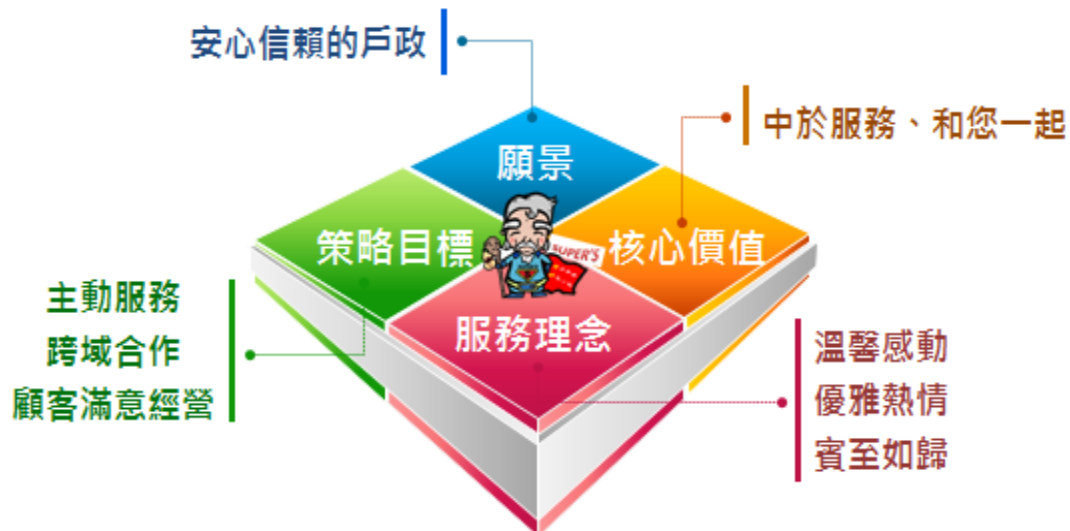 安心信賴的戶政
中於服務、和您一起
願景
策略目標
核心價值
SUPER'S
服務理念
主動服務
跨域合作
顧客滿意經營
溫馨感動
優雅熱情
賓至如歸